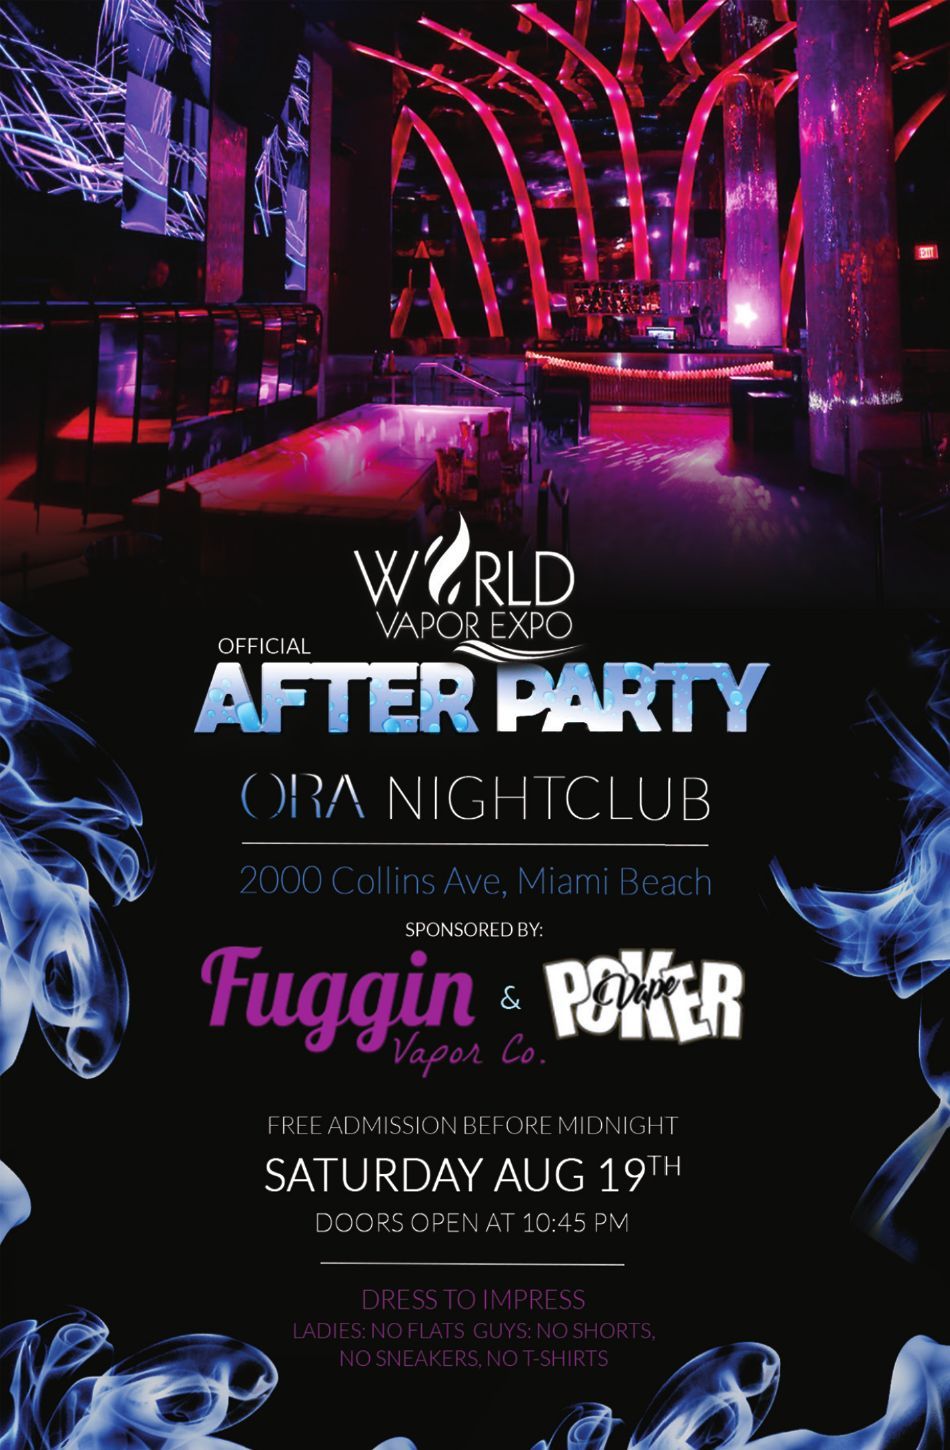 EXIT
WORLD
VAPOR EXPO
OFFICIAL
AFTER PARTY
ORA NIGHTCLUB
2000 Collins Ave, Miami Beach
SPONSORED BY:
Fuggin & POKER
Vape
Vapor Co.
FREE ADMISSION BEFORE MIDNIGHT
SATURDAY AUG 19TH
DOORS OPEN AT 10:45 PM
DRESS TO IMPRESS
LADIES: NO FLATS GUYS: NO SHORTS,
NO SNEAKERS, NO T-SHIRTS